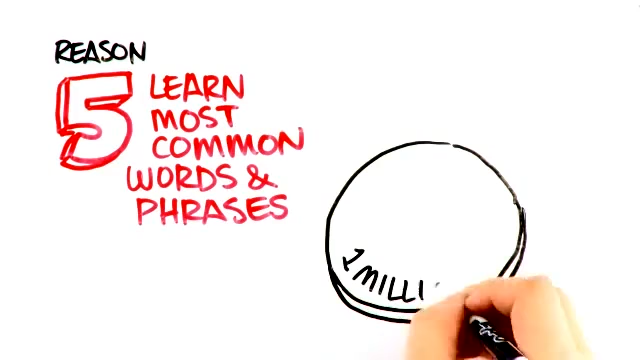 REASON
5
LEARN
MOST
COMMON
WORDS &
PHRASES
1 MILLI